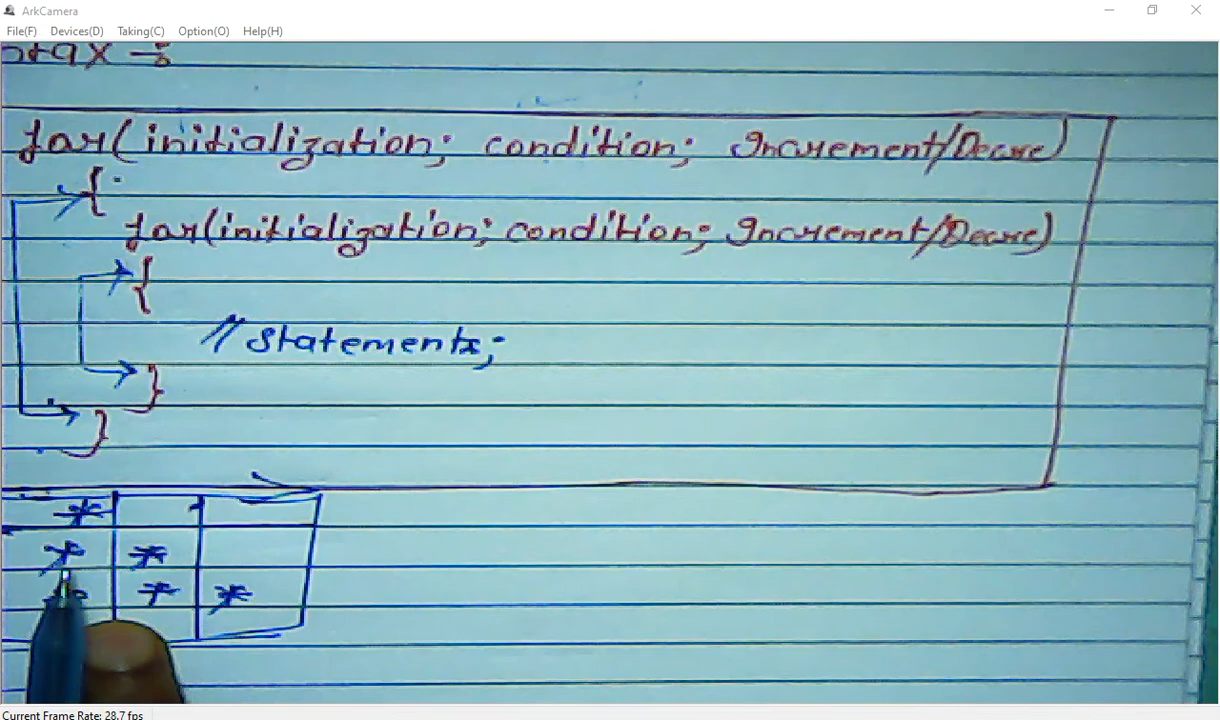 ArkCamera
File(F) Devices(D) Taking(C) Option(O) Help(H)
ntax -:
for(initialization; condition; Increment/Decre)
{
for(initialization; condition; Increment/Decre)
{
// Statements;
}
}
*
* *
* * *
Current Frame Rate: 28.7 fps